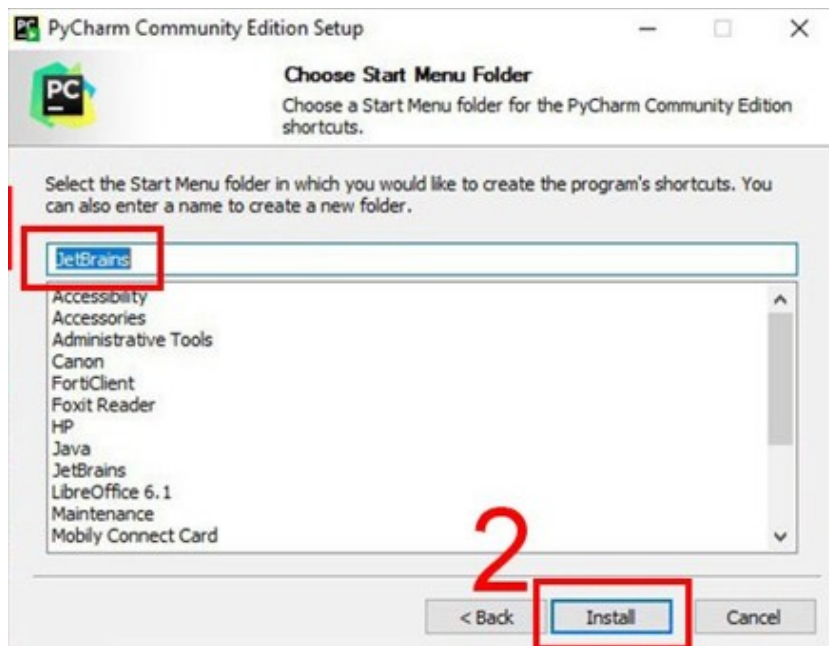 PyCharm Community Edition Setup
PC
Choose Start Menu Folder
Choose a Start Menu folder for the PyCharm Community Edition
shortcuts.
Select the Start Menu folder in which you would like to create the program's shortcuts. You
can also enter a name to create a new folder.
JetBrains
Accessibility
Accessories
Administrative Tools
Canon
FortiClient
Foxit Reader
HP
Java
JetBrains
LibreOffice 6.1
Maintenance
Mobily Connect Card
2
< Back
Install
Cancel